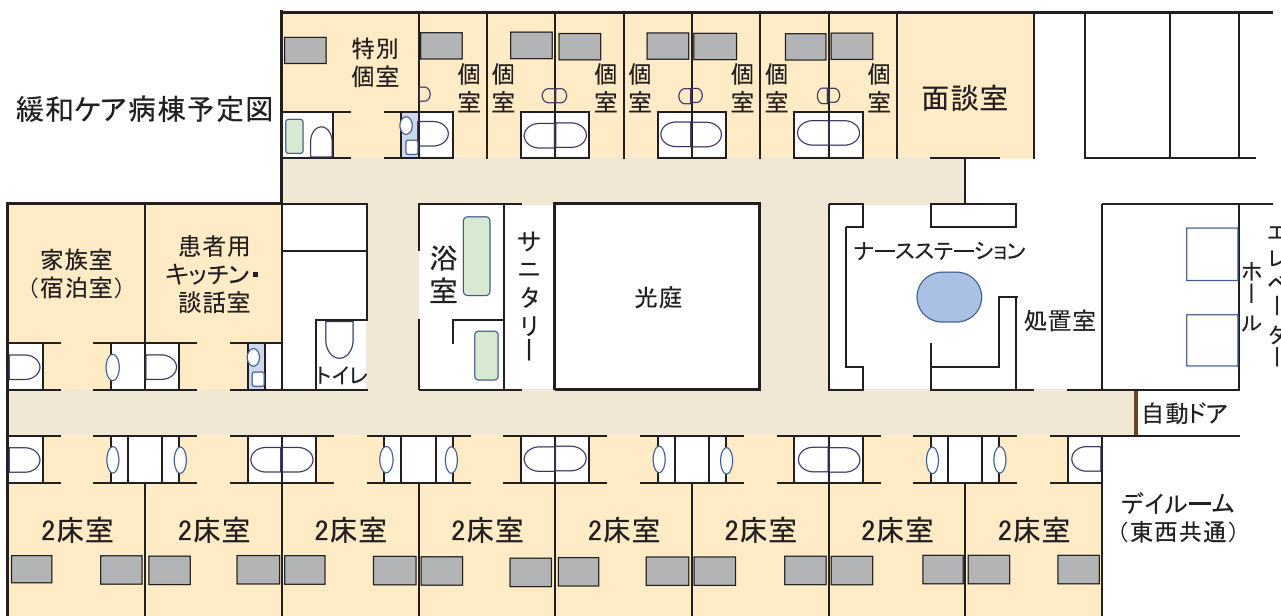 緩和ケア病棟予定図
特別
個室
個室
個室
個室
個室
個室
個室
個室
面談室
家族室
（宿泊室）
患者用
キッチン・
談話室
トイレ
浴室
サニタリー
光庭
ナースステーション
処置室
エレベーター
ホール
自動ドア
2床室
2床室
2床室
2床室
2床室
2床室
2床室
2床室
デイルーム
（東西共通）